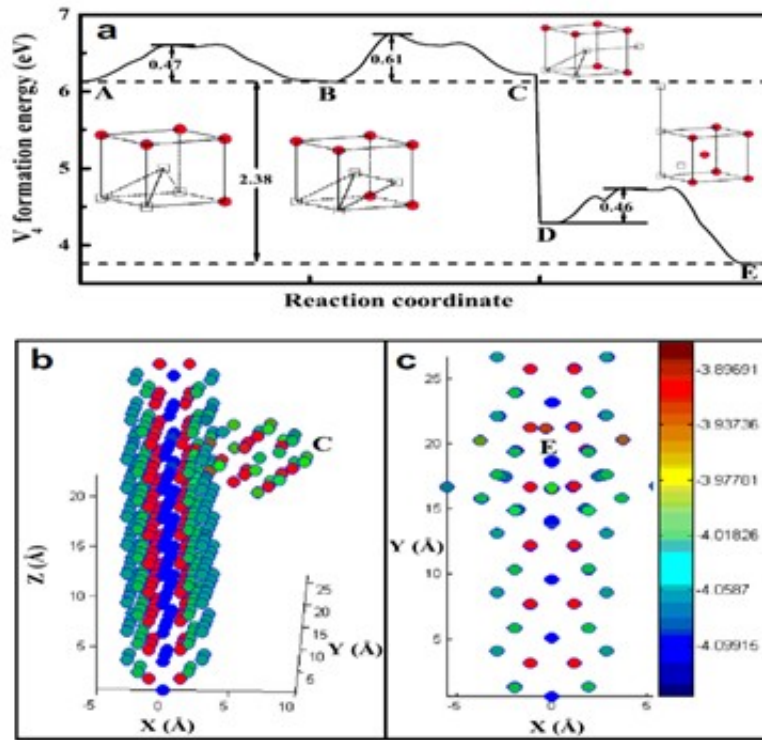 a
V4 formation energy (eV)
7
6
5
4
0.47
0.61
A
B
C
2.38
D
0.46
E
Reaction coordinate
b
C
Z (Å)
20
15
10
5
25
20
15
10
5
Y (Å)
-5
0
5
10
X (Å)
c
E
Y (Å)
25
20
15
10
5
-5
0
5
X (Å)
-3.89691
-3.93736
-3.97701
-4.01826
-4.0587
-4.09915